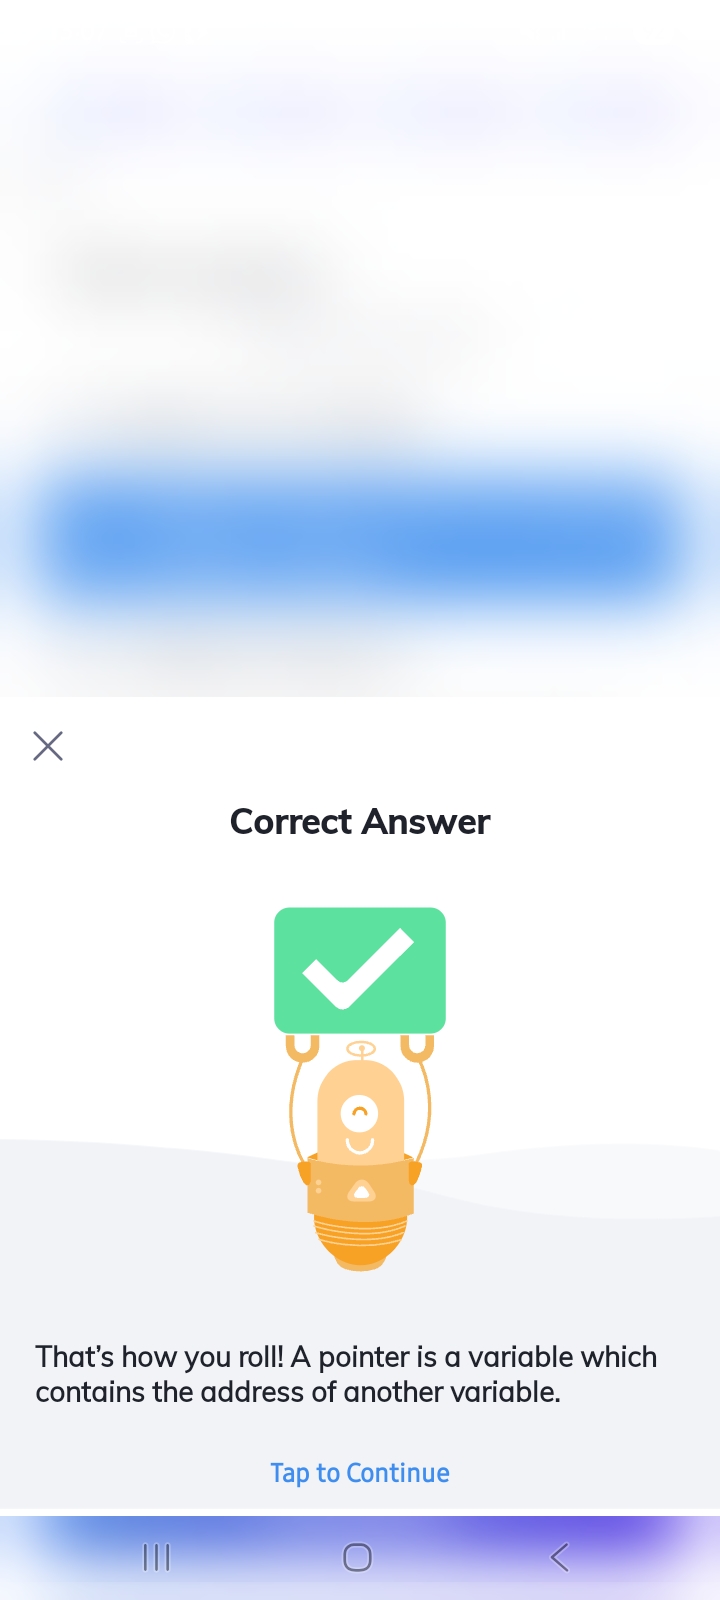 Correct Answer
That's how you roll! A pointer is a variable which
contains the address of another variable.
Tap to Continue